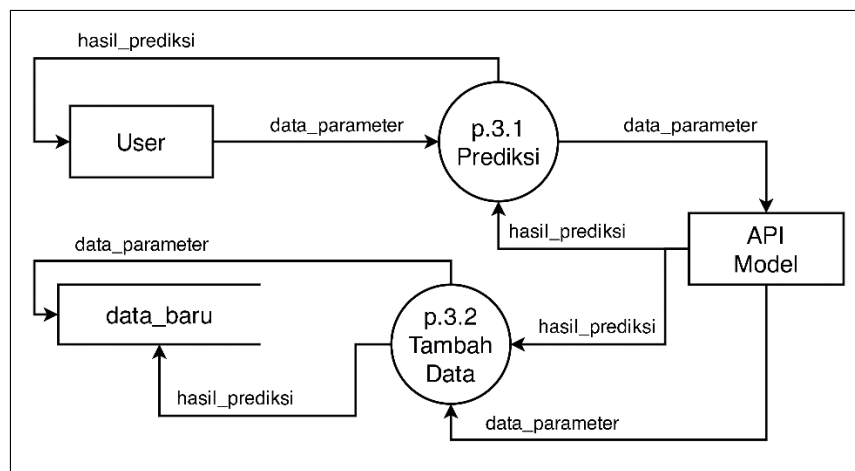 hasil_prediksi
User
data_parameter
p.3.1
Prediksi
data_parameter
hasil_prediksi
API
Model
data_parameter
data_baru
p.3.2
Tambah
Data
hasil_prediksi
hasil_prediksi
data_parameter